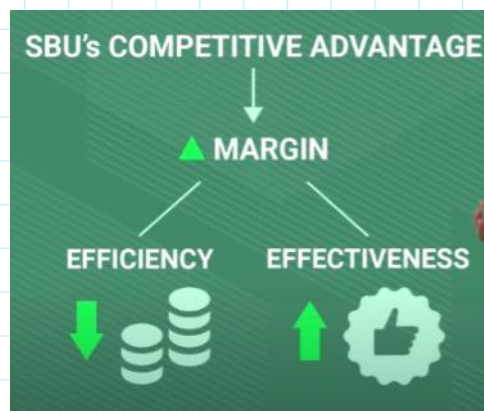 SBU's COMPETITIVE ADVANTAGE
MARGIN
EFFICIENCY EFFECTIVENESS